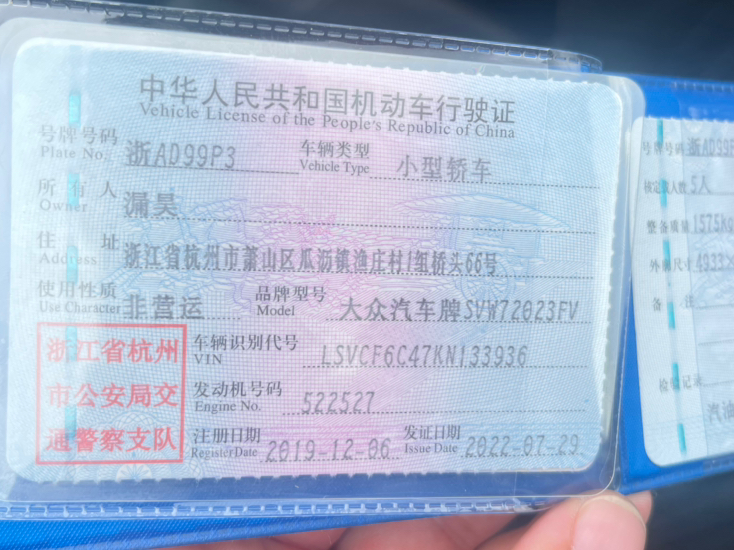 中华人民共和国机动车行驶证
Vehicle License of the People's Republic of China
号牌号码 浙AD99P3 车辆类型 小型轿车
Plate No. Vehicle Type
所有人 漏昊
Owner
住址 浙江省杭州市萧山区瓜沥镇渔庄村1组桥头66号
Address
使用性质 非营运 品牌型号 大众汽车牌SVW72023FV
Use Character Model
浙江省杭州
市公安局交
通警察支队
车辆识别代号 LSVCF6C47KN133936
VIN
发动机号码 522527
Engine No.
注册日期 2019-12-06 发证日期 2022-07-29
Register Date Issue Date
号牌号码 浙AD99P
核定载人数 5人
整备质量 1575kg
外廓尺寸 4933×
备注
检验记录
汽油